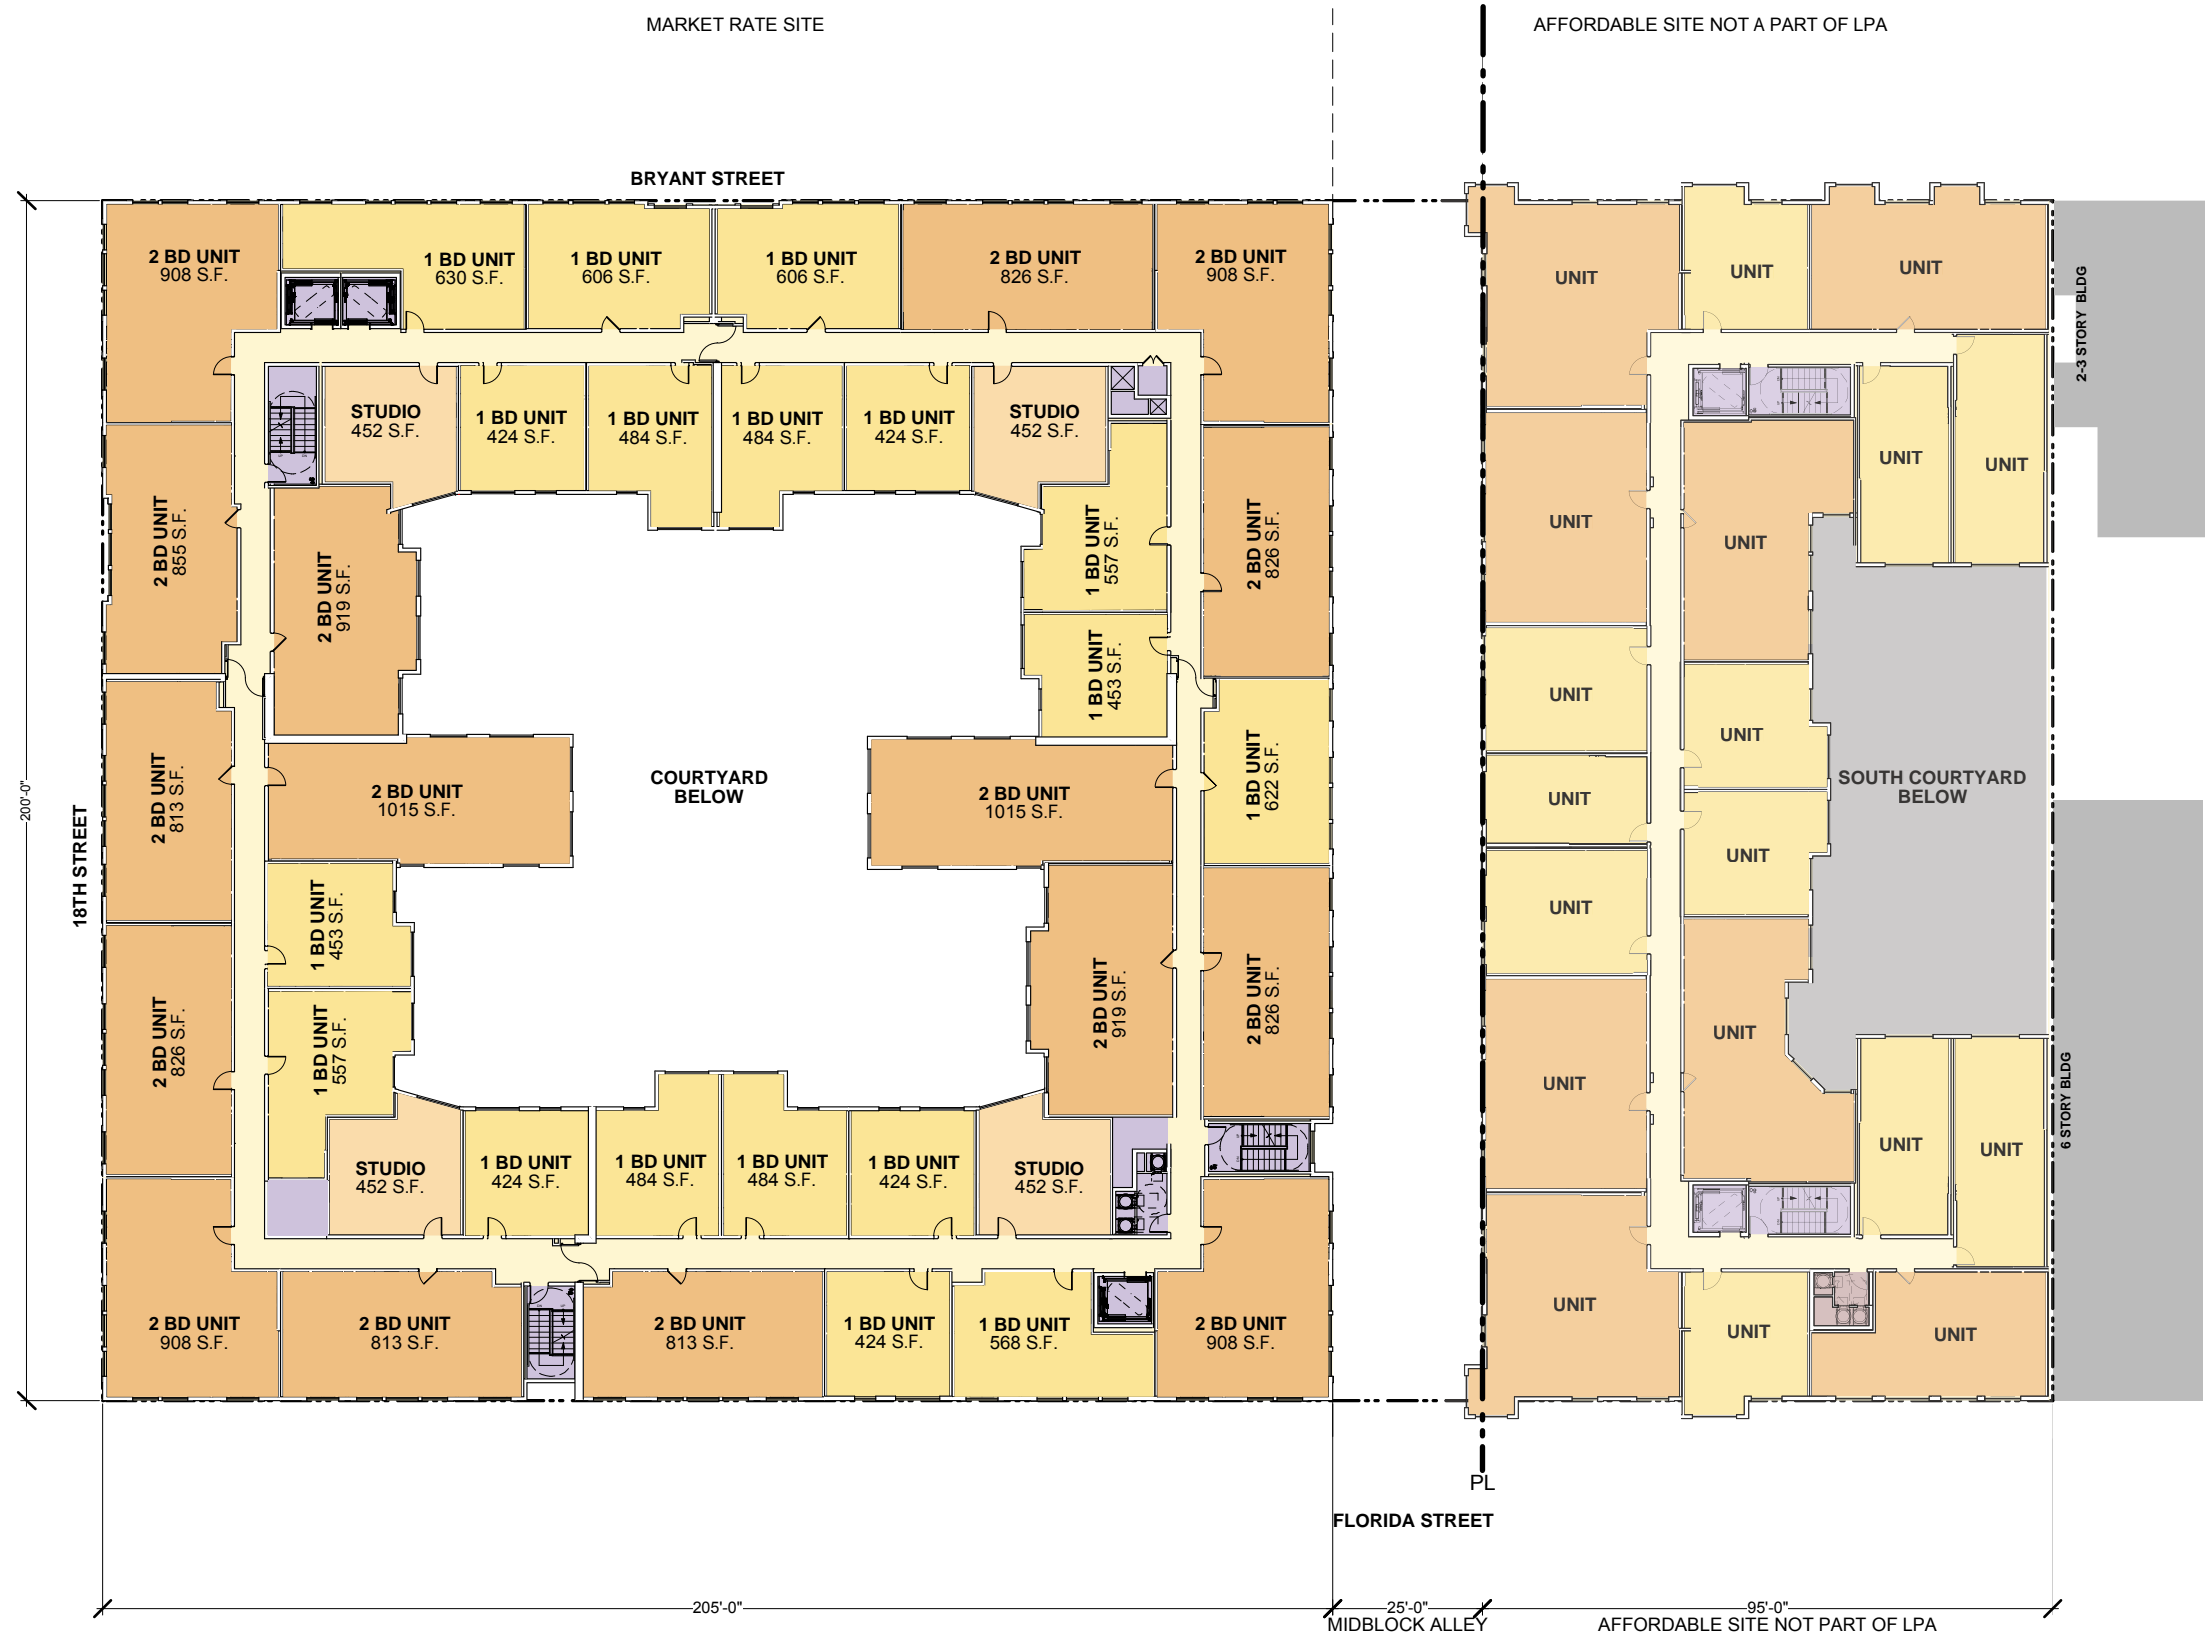 MARKET RATE SITE
AFFORDABLE SITE NOT A PART OF LPA
BRYANT STREET
2 BD UNIT
908 S.F.
1 BD UNIT
630 S.F.
1 BD UNIT
606 S.F.
1 BD UNIT
606 S.F.
2 BD UNIT
826 S.F.
2 BD UNIT
908 S.F.
UNIT
UNIT
UNIT
2-3 STORY BLDG
STUDIO
452 S.F.
1 BD UNIT
424 S.F.
1 BD UNIT
484 S.F.
1 BD UNIT
484 S.F.
1 BD UNIT
424 S.F.
STUDIO
452 S.F.
UNIT
UNIT
2 BD UNIT
855 S.F.
2 BD UNIT
919 S.F.
1 BD UNIT
557 S.F.
2 BD UNIT
826 S.F.
UNIT
UNIT
1 BD UNIT
453 S.F.
UNIT
UNIT
200'-0"
18TH STREET
2 BD UNIT
813 S.F.
2 BD UNIT
1015 S.F.
COURTYARD
BELOW
2 BD UNIT
1015 S.F.
1 BD UNIT
622 S.F.
UNIT
SOUTH COURTYARD
BELOW
UNIT
1 BD UNIT
453 S.F.
UNIT
2 BD UNIT
826 S.F.
1 BD UNIT
557 S.F.
2 BD UNIT
919 S.F.
2 BD UNIT
826 S.F.
UNIT
UNIT
6 STORY BLDG
STUDIO
452 S.F.
1 BD UNIT
424 S.F.
1 BD UNIT
484 S.F.
1 BD UNIT
484 S.F.
1 BD UNIT
424 S.F.
STUDIO
452 S.F.
UNIT
UNIT
2 BD UNIT
908 S.F.
2 BD UNIT
813 S.F.
2 BD UNIT
813 S.F.
1 BD UNIT
424 S.F.
1 BD UNIT
568 S.F.
2 BD UNIT
908 S.F.
UNIT
UNIT
UNIT
PL
FLORIDA STREET
205'-0"
25'-0"
95'-0"
MIDBLOCK ALLEY
AFFORDABLE SITE NOT PART OF LPA